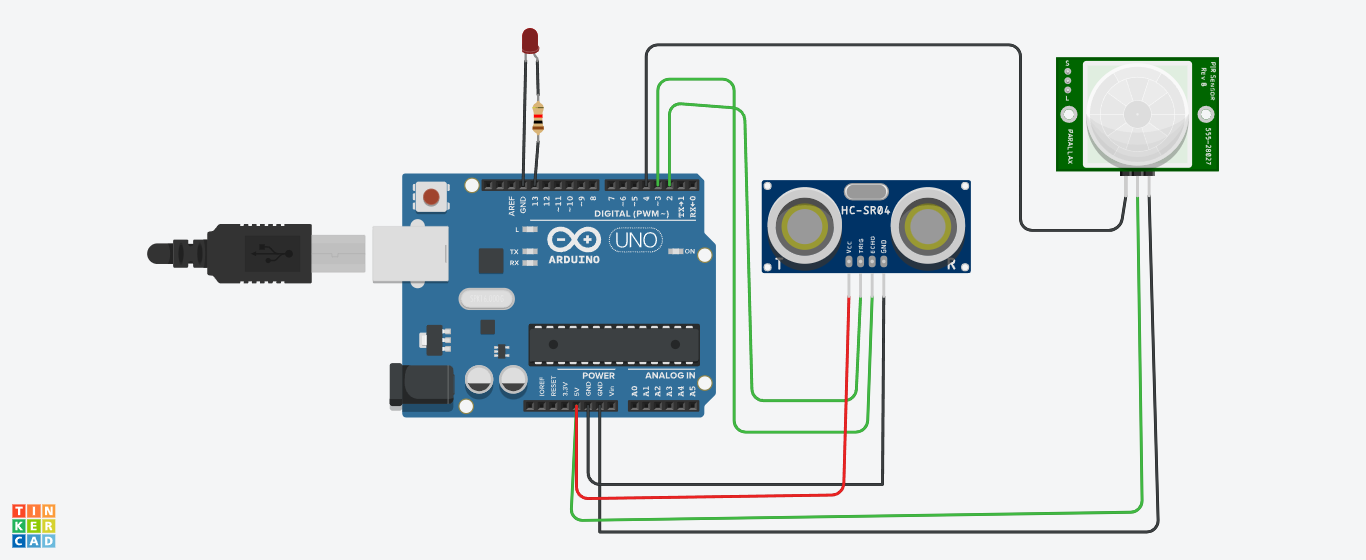 S
L
PARALLAX
PIR Sensor
Rev B
555-28027
AREF
GND
13
12
~11
~10
~9
8
7
~6
~5
4
~3
2
TX→1
RX←0
DIGITAL (PWM~)
L
TX
RX
ARDUINO
UNO
ON
HC-SR04
VCC
TRIG
ECHO
GND
T
R
POWER
ANALOG IN
IOREF
RESET
3.3V
5V
GND
GND
Vin
A0
A1
A2
A3
A4
A5
TIN
KER
CAD